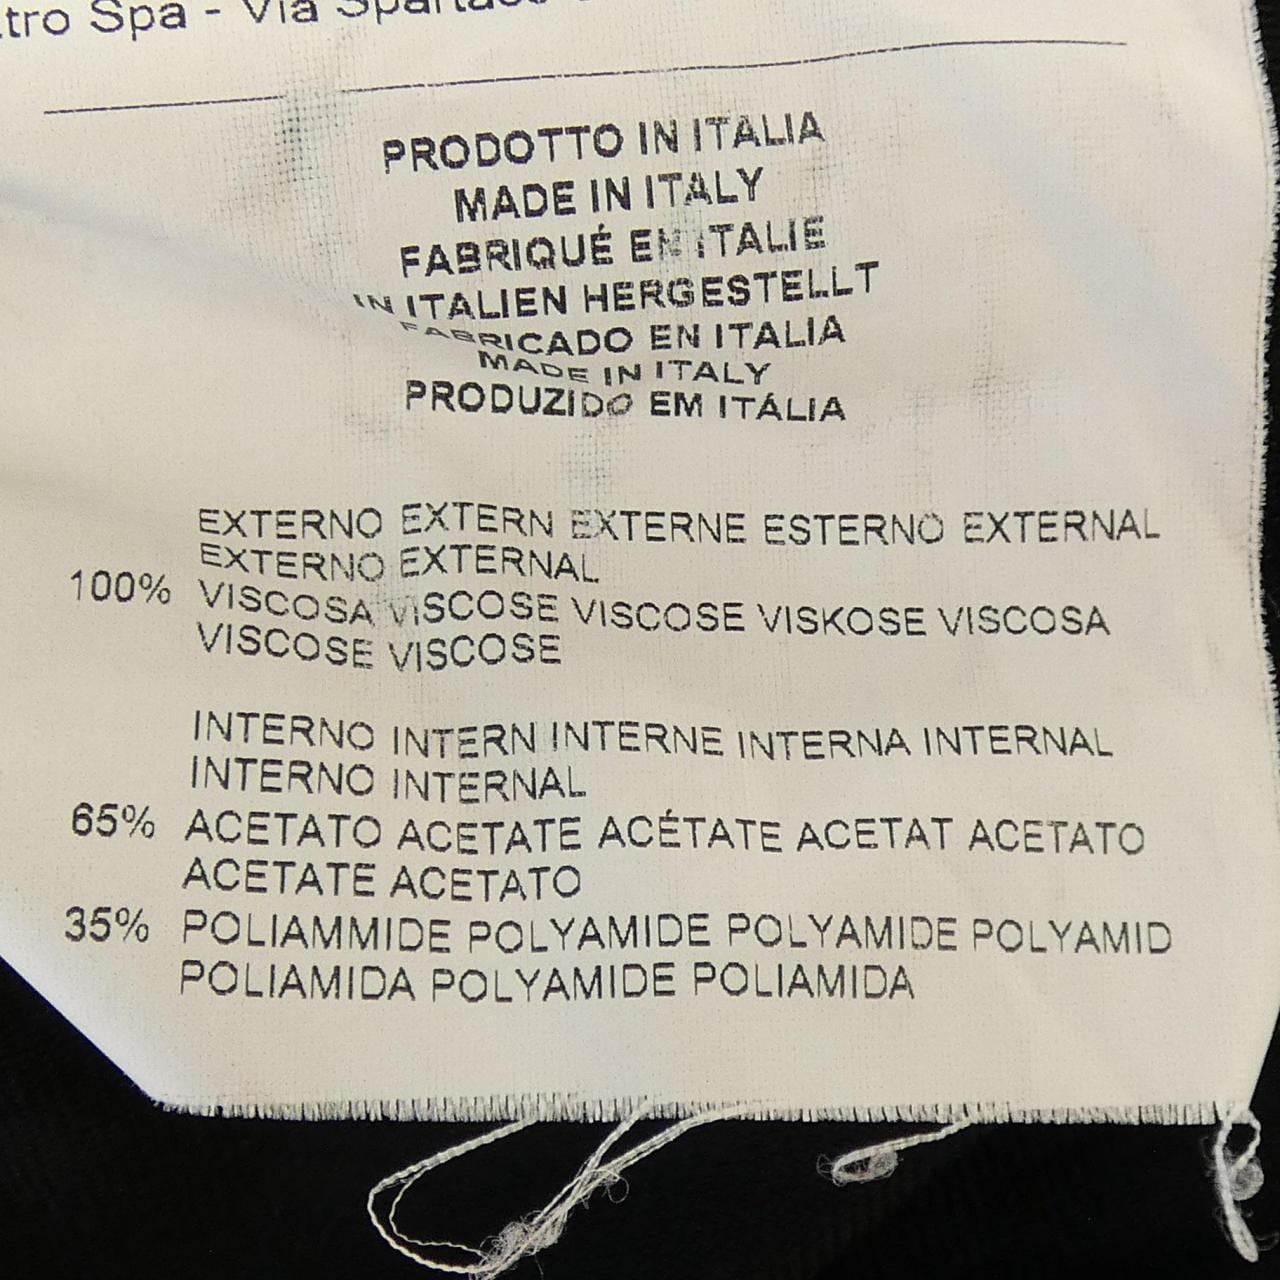 tro Spa - Via Spartaco
PRODOTTO IN ITALIA
MADE IN ITALY
FABRIQUÉ EN ITALIE
IN ITALIEN HERGESTELLT
FABRICADO EN ITALIA
MADE IN ITALY
PRODUZIDO EM ITÁLIA
EXTERNO EXTERN EXTERNE ESTERNO EXTERNAL
EXTERNO EXTERNAL
100% VISCOSA VISCOSE VISCOSE VISKOSE VISCOSA
VISCOSE VISCOSE
INTERNO INTERN INTERNE INTERNA INTERNAL
INTERNO INTERNAL
65% ACETATO ACETATE ACÉTATE ACETAT ACETATO
ACETATE ACETATO
35% POLIAMMIDE POLYAMIDE POLYAMIDE POLYAMID
POLIAMIDA POLYAMIDE POLIAMIDA